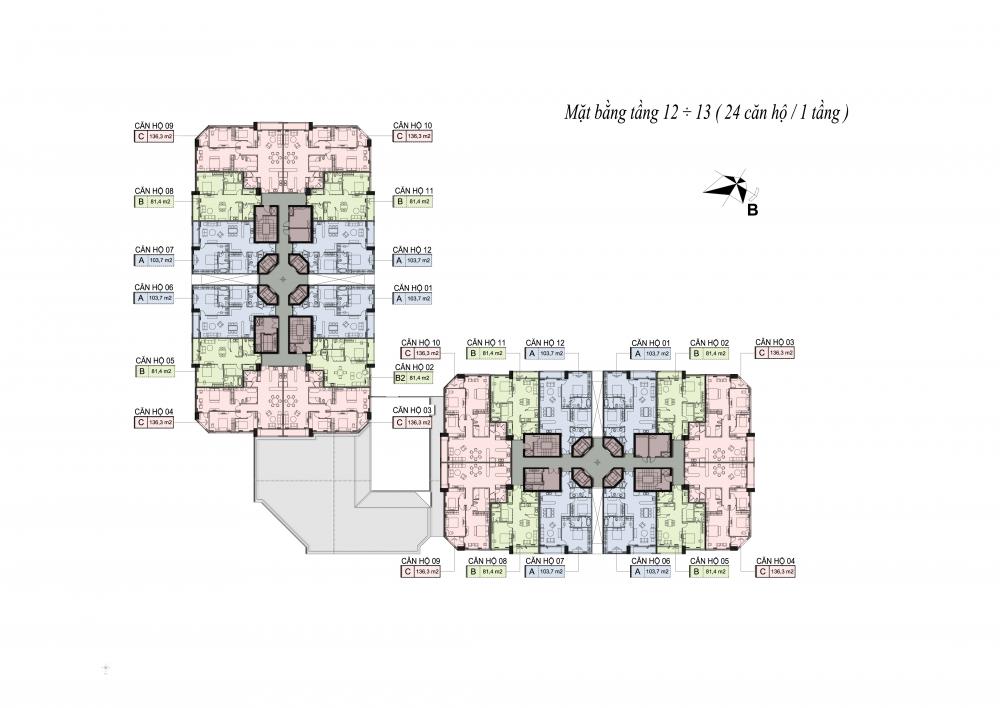 Mặt bằng tầng 12 ÷ 13 ( 24 căn hộ / 1 tầng )
B
CĂN HỘ 09
C 136,3 m2
CĂN HỘ 10
C 136,3 m2
CĂN HỘ 08
B 81,4 m2
CĂN HỘ 11
B 81,4 m2
CĂN HỘ 07
A 103,7 m2
CĂN HỘ 12
A 103,7 m2
CĂN HỘ 06
A 103,7 m2
CĂN HỘ 01
A 103,7 m2
CĂN HỘ 05
B 81,4 m2
CĂN HỘ 02
B2 81,4 m2
CĂN HỘ 04
C 136,3 m2
CĂN HỘ 03
C 136,3 m2
CĂN HỘ 10
C 136,3 m2
CĂN HỘ 11
B 81,4 m2
CĂN HỘ 12
A 103,7 m2
CĂN HỘ 01
A 103,7 m2
CĂN HỘ 02
B 81,4 m2
CĂN HỘ 03
C 136,3 m2
CĂN HỘ 09
C 136,3 m2
CĂN HỘ 08
B 81,4 m2
CĂN HỘ 07
A 103,7 m2
CĂN HỘ 06
A 103,7 m2
CĂN HỘ 05
B 81,4 m2
CĂN HỘ 04
C 136,3 m2